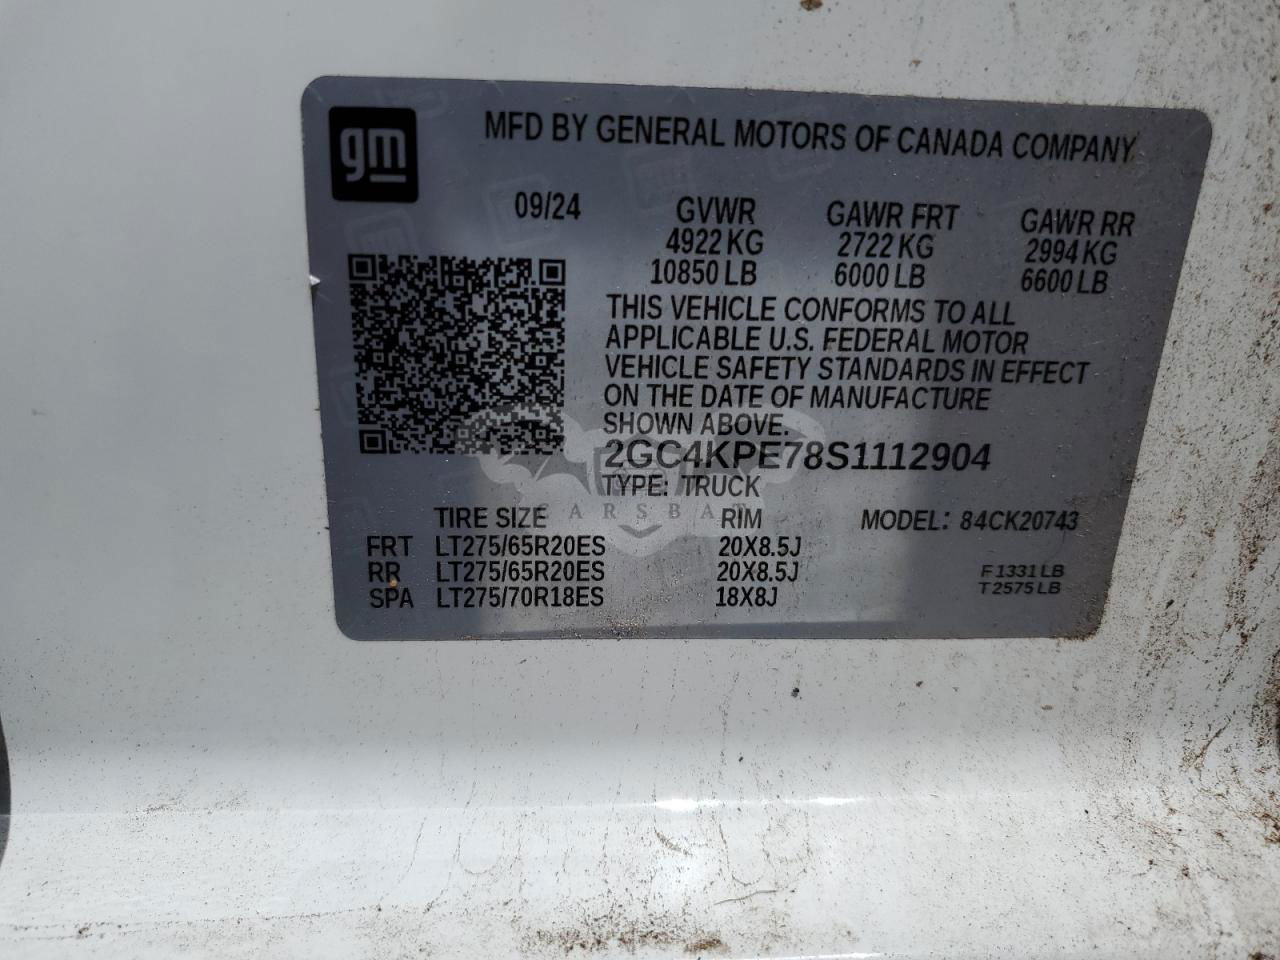 gm
MFD BY GENERAL MOTORS OF CANADA COMPANY
09/24 GVWR GAWR FRT GAWR RR
4922 KG 2722 KG 2994 KG
10850 LB 6000 LB 6600 LB
THIS VEHICLE CONFORMS TO ALL
APPLICABLE U.S. FEDERAL MOTOR
VEHICLE SAFETY STANDARDS IN EFFECT
ON THE DATE OF MANUFACTURE
SHOWN ABOVE.
2GC4KPE78S1112904
TYPE: TRUCK
CARSBAT
TIRE SIZE RIM MODEL: 84CK20743
FRT LT275/65R20ES 20X8.5J
RR LT275/65R20ES 20X8.5J F1331LB
SPA LT275/70R18ES 18X8J T2575LB